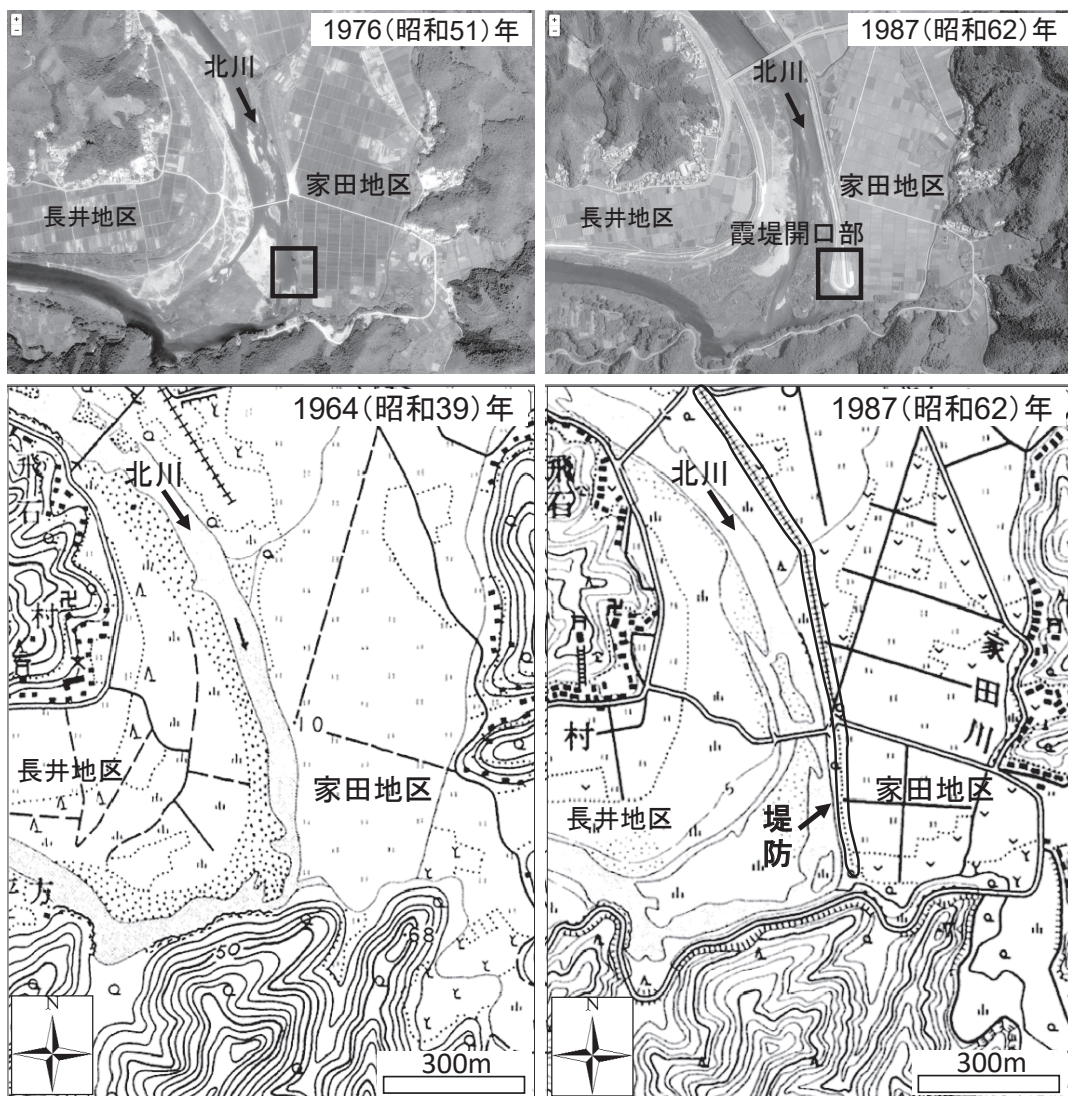 1976(昭和51)年
北川
長井地区
家田地区
1987(昭和62)年
北川
長井地区
家田地区
霞堤開口部
1964(昭和39)年
北川
飛石
村
長井地区
10
家田地区
方
50
N
300m
1987(昭和62)年
北川
飛石
家田川
村
長井地区
5
堤防
家田地区
N
300m